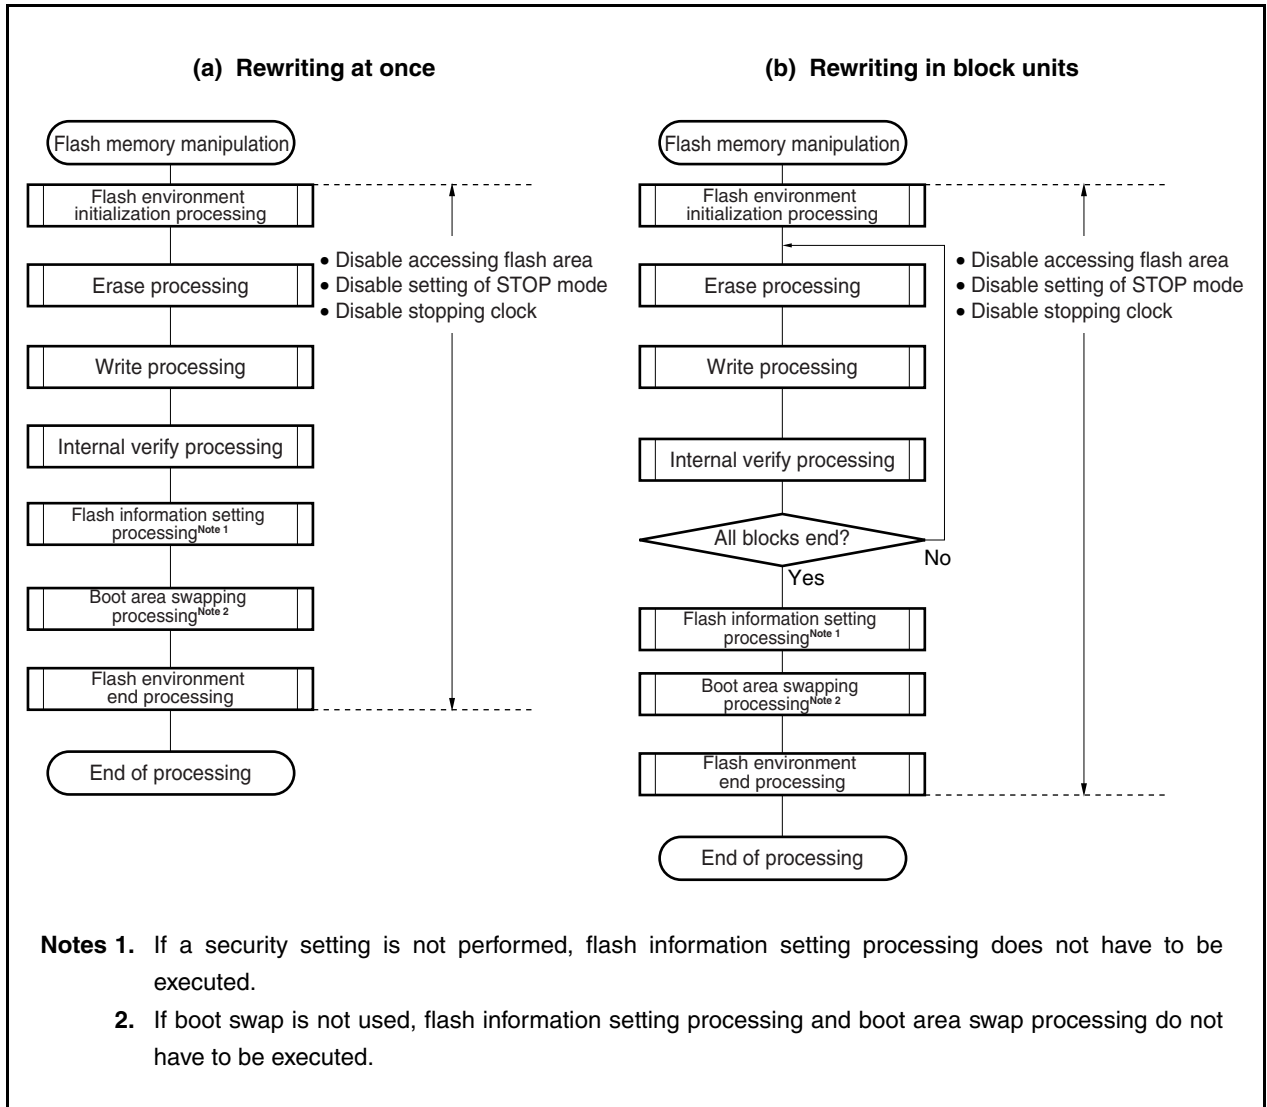 (a) Rewriting at once
Flash memory manipulation
Flash environment
initialization processing
Erase processing
Write processing
Internal verify processing
Flash information setting
processingNote 1
Boot area swapping
processingNote 2
Flash environment
end processing
End of processing
• Disable accessing flash area
• Disable setting of STOP mode
• Disable stopping clock
(b) Rewriting in block units
Flash memory manipulation
Flash environment
initialization processing
Erase processing
Write processing
Internal verify processing
All blocks end?
No
Yes
Flash information setting
processingNote 1
Boot area swapping
processingNote 2
Flash environment
end processing
End of processing
• Disable accessing flash area
• Disable setting of STOP mode
• Disable stopping clock
Notes 1. If a security setting is not performed, flash information setting processing does not have to be
executed.
2. If boot swap is not used, flash information setting processing and boot area swap processing do not
have to be executed.